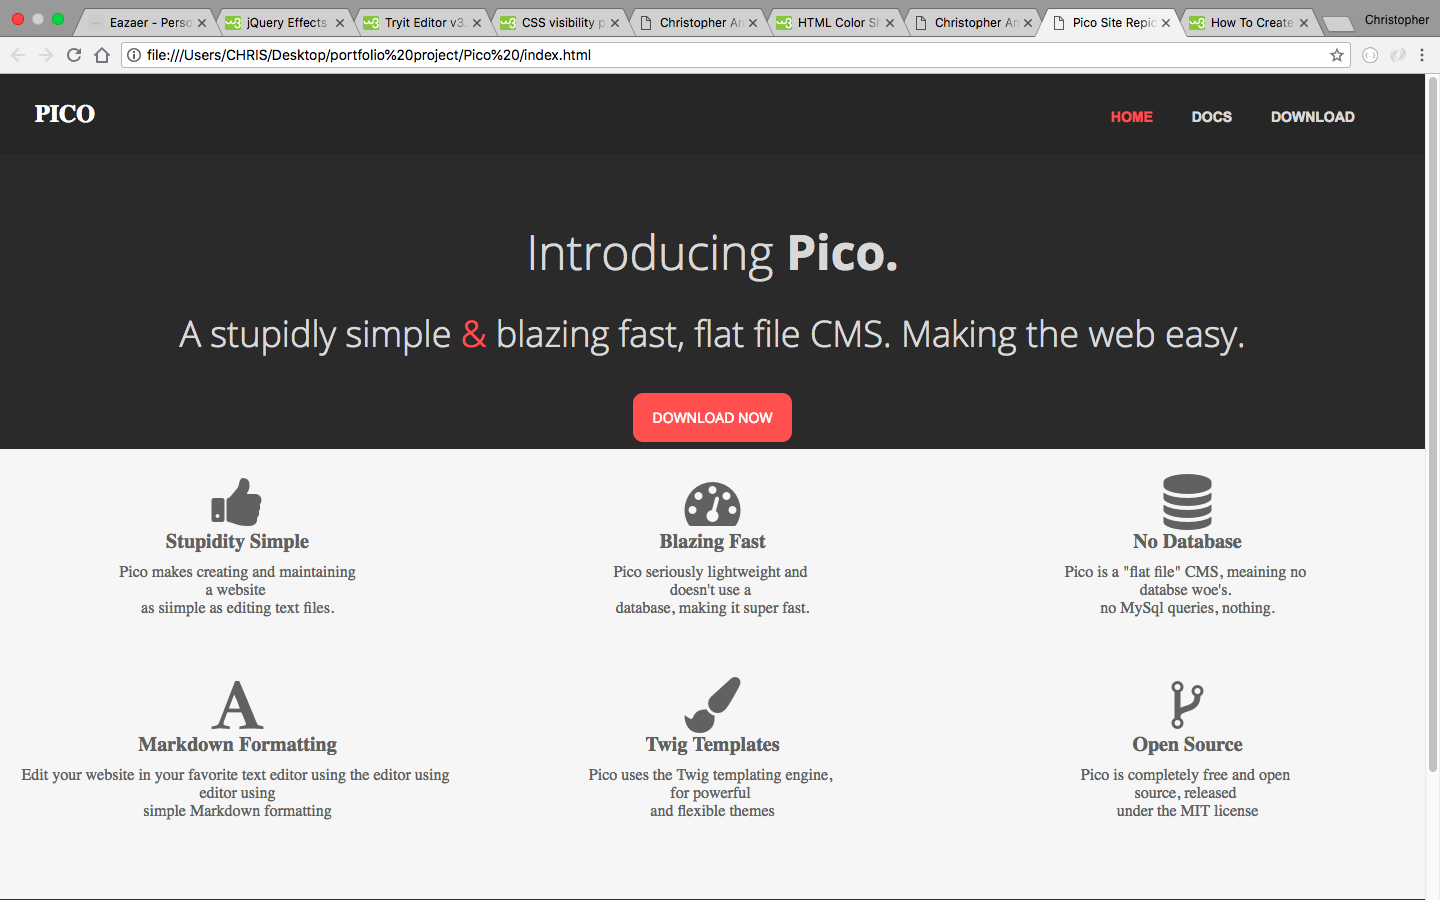 Eazaer - Perso
jQuery Effects
Tryit Editor v3.
CSS visibility p
Christopher An
HTML Color Sh
Christopher An
Pico Site Repic
How To Create
Christopher
file:///Users/CHRIS/Desktop/portfolio%20project/Pico%20/index.html
PICO
HOME
DOCS
DOWNLOAD
Introducing Pico.
A stupidly simple & blazing fast, flat file CMS. Making the web easy.
DOWNLOAD NOW
Stupidity Simple
Pico makes creating and maintaining
a website
as siimple as editing text files.
Blazing Fast
Pico seriously lightweight and
doesn't use a
database, making it super fast.
No Database
Pico is a "flat file" CMS, meaining no
databse woe's.
no MySql queries, nothing.
Markdown Formatting
Edit your website in your favorite text editor using the editor using
editor using
simple Markdown formatting
Twig Templates
Pico uses the Twig templating engine,
for powerful
and flexible themes
Open Source
Pico is completely free and open
source, released
under the MIT license